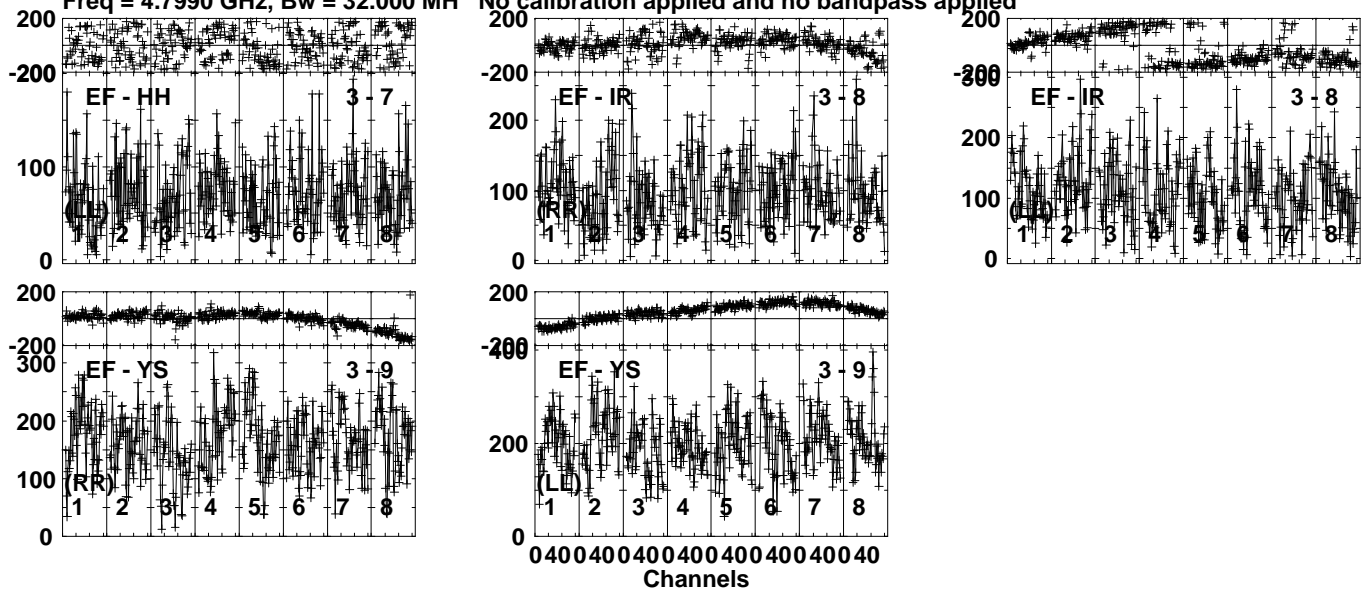 Freq = 4.7990 GHz, Bw = 32.000 MH No calibration applied and no bandpass applied
200 200 200
-200 -200 -200
EF - HH 3 - 7 EF - IR 3 - 8 300 EF - IR 3 - 8
200 200
100 100 100
(LL) (RR) (LL)
1 2 3 4 5 6 7 8 1 2 3 4 5 6 7 8 1 2 3 4 5 6 7 8
0 0 0
200 200
-200 -200
300 EF - YS 3 - 9 400 EF - YS 3 - 9
200 200
100
(RR) (LL)
1 2 3 4 5 6 7 8 1 2 3 4 5 6 7 8
0 0
0 40 0 40 0 40 0 40 0 40 0 40 0 40 0 40
Channels